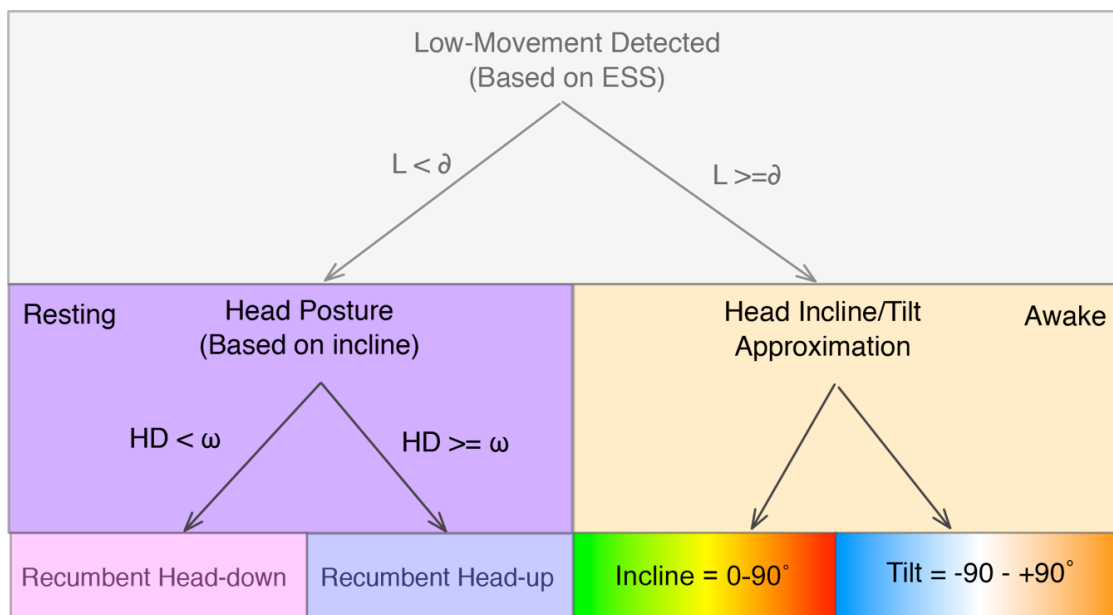 Low-Movement Detected
(Based on ESS)
L < ∂
L >=∂
Resting
Head Posture
(Based on incline)
Head Incline/Tilt
Approximation
Awake
HD < ω
HD >= ω
Recumbent Head-down
Recumbent Head-up
Incline = 0-90˚
Tilt = -90 - +90˚